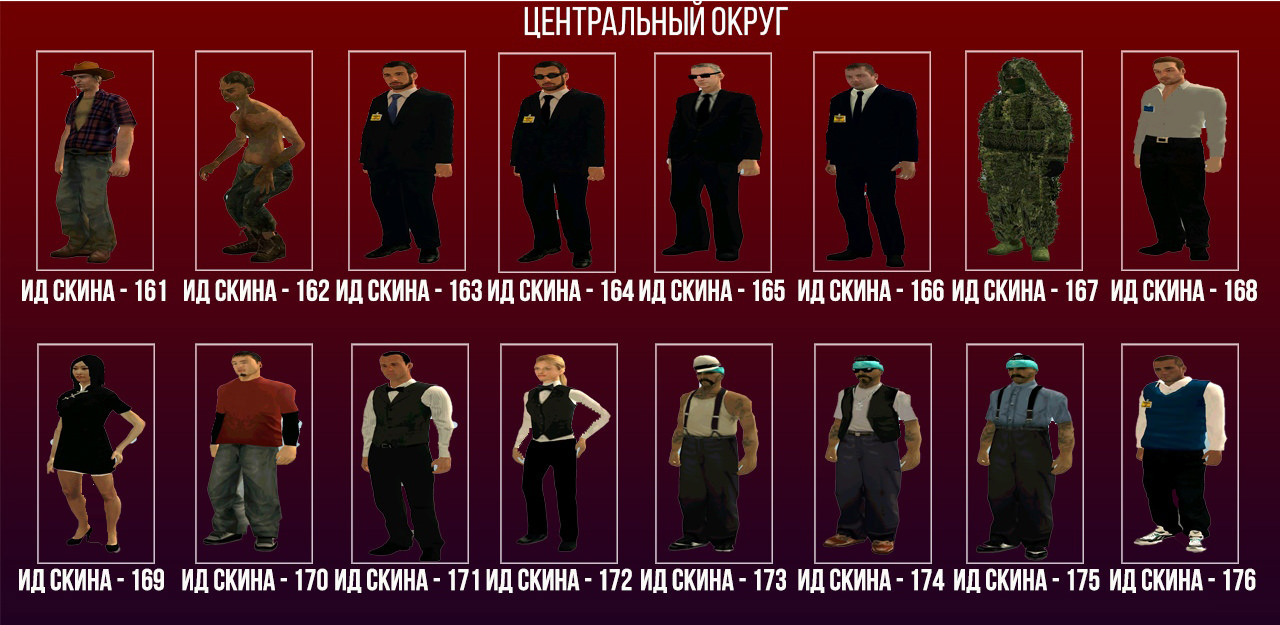 ЦЕНТРАЛЬНЫЙ ОКРУГ
ИД СКИНА - 161 ИД СКИНА - 162 ИД СКИНА - 163 ИД СКИНА - 164 ИД СКИНА - 165 ИД СКИНА - 166 ИД СКИНА - 167 ИД СКИНА - 168
ИД СКИНА - 169 ИД СКИНА - 170 ИД СКИНА - 171 ИД СКИНА - 172 ИД СКИНА - 173 ИД СКИНА - 174 ИД СКИНА - 175 ИД СКИНА - 176